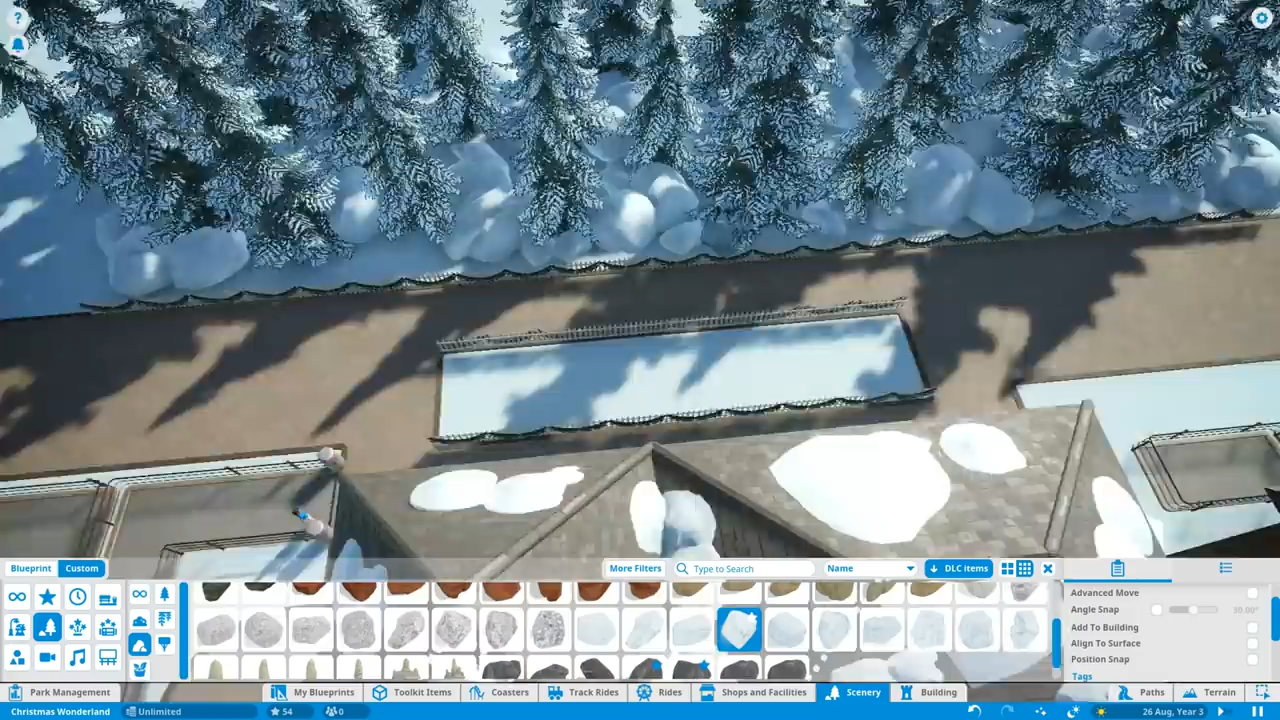 ?
Blueprint Custom More Filters Type to Search Name DLC items
Advanced Move
Angle Snap 30.00°
Add To Building
Align To Surface
Position Snap
Tags
Park Management My Blueprints Toolkit Items Coasters Track Rides Rides Shops and Facilities Scenery Building Paths Terrain
Christmas Wonderland Unlimited 54 0 26 Aug, Year 3